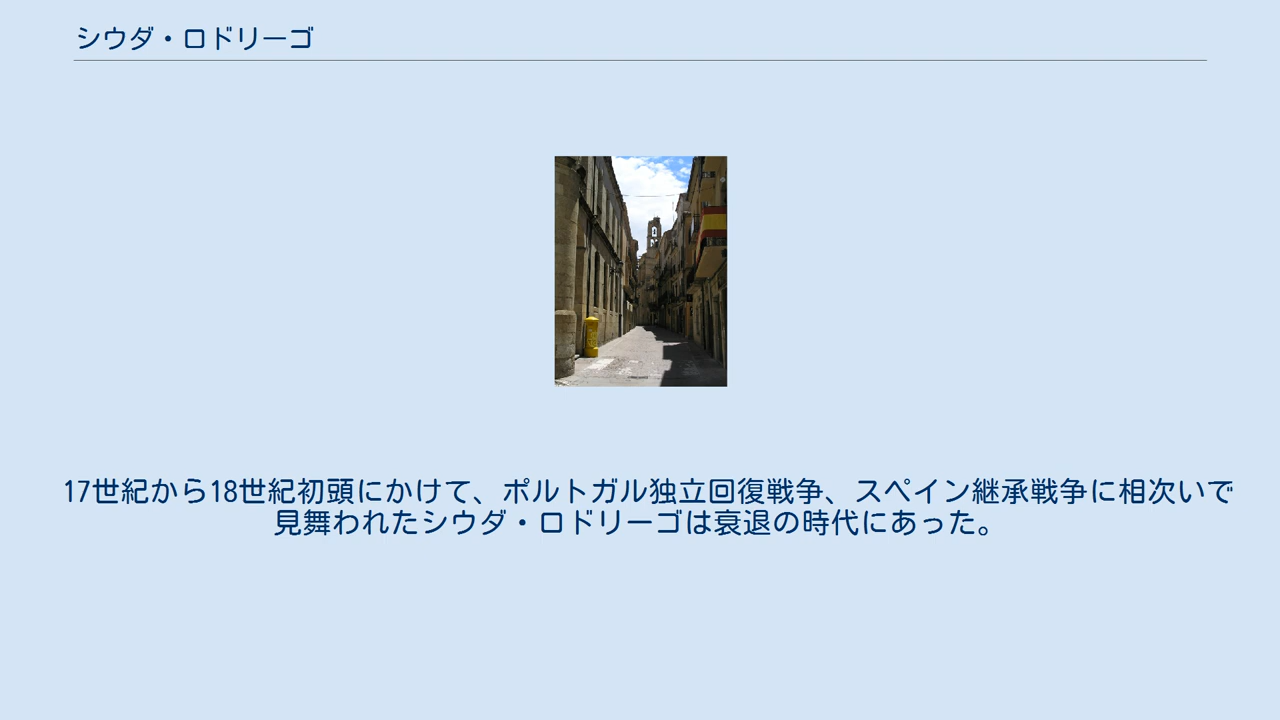 シウダ・ロドリーゴ
17世紀から18世紀初頭にかけて、ポルトガル独立回復戦争、スペイン継承戦争に相次いで
見舞われたシウダ・ロドリーゴは衰退の時代にあった。